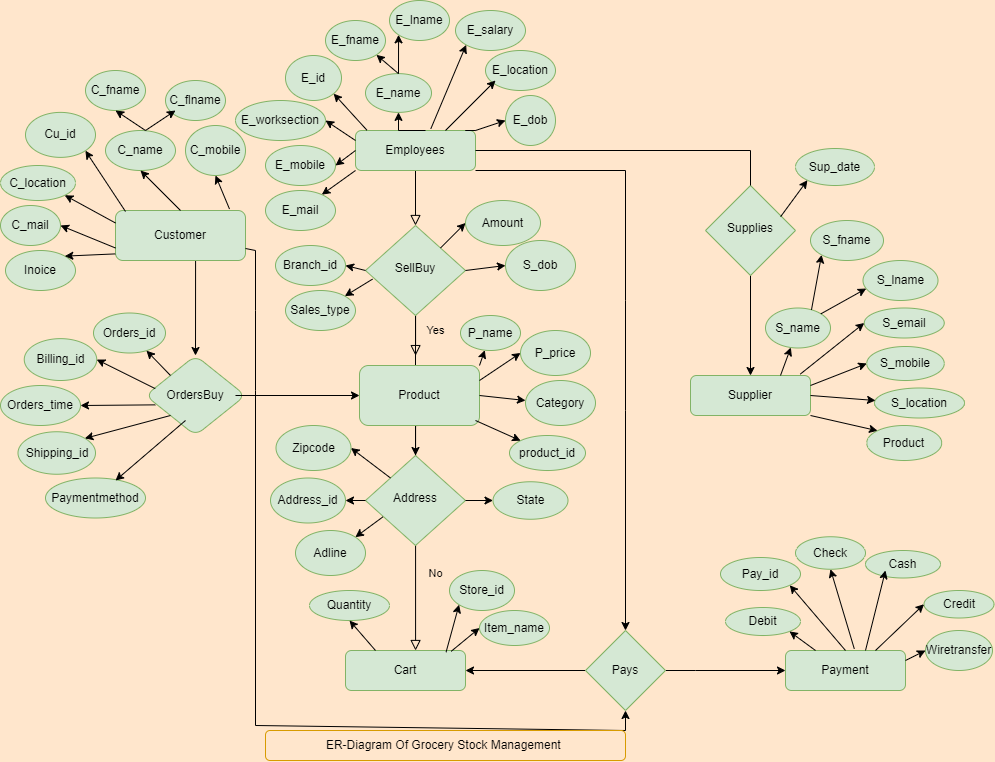 E_lname
E_fname
E_salary
E_id
E_name
E_location
E_worksection
E_dob
E_mobile
Employees
E_mail
C_fname
C_flname
Cu_id
C_name
C_mobile
C_location
C_mail
Customer
Inoice
Sup_date
Supplies
S_fname
S_lname
S_name
S_email
S_mobile
Supplier
S_location
Product
Amount
Branch_id
SellBuy
S_dob
Sales_type
Yes
Orders_id
Billing_id
Orders_time
OrdersBuy
Shipping_id
Paymentmethod
P_name
P_price
Product
Category
product_id
Zipcode
Address_id
Address
State
Adline
No
Quantity
Store_id
Item_name
Cart
Pays
Pay_id
Check
Cash
Debit
Credit
Wiretransfer
Payment
ER-Diagram Of Grocery Stock Management